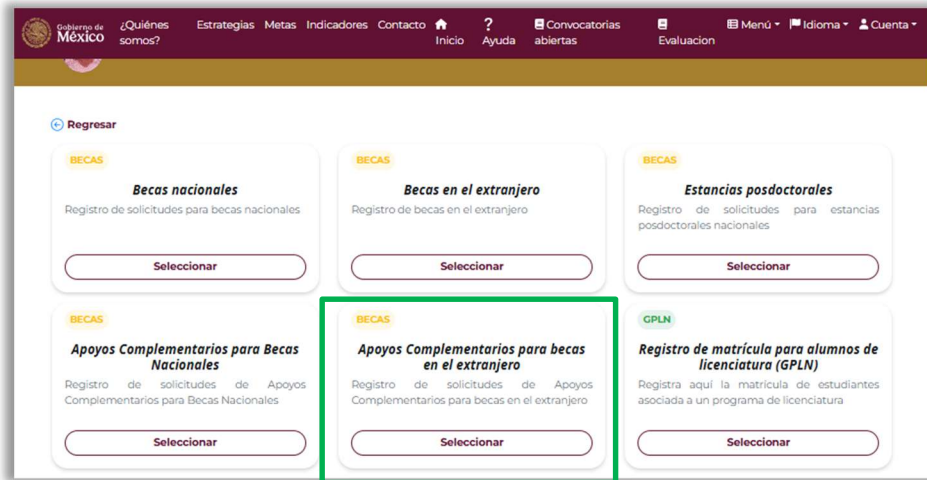 Gobierno de
México
¿Quiénes
somos?
Estrategias
Metas
Indicadores
Contacto
Inicio
?
Ayuda
Convocatorias
abiertas
Evaluacion
Menú
Idioma
Cuenta
Regresar
BECAS
Becas nacionales
Registro de solicitudes para becas nacionales
Seleccionar
BECAS
Becas en el extranjero
Registro de becas en el extranjero
Seleccionar
BECAS
Estancias posdoctorales
Registro de solicitudes para estancias
posdoctorales nacionales
Seleccionar
BECAS
Apoyos Complementarios para Becas
Nacionales
Registro de solicitudes de Apoyos
Complementarios para Becas Nacionales
Seleccionar
BECAS
Apoyos Complementarios para becas
en el extranjero
Registro de solicitudes de Apoyos
Complementarios para becas en el extranjero
Seleccionar
GPLN
Registro de matrícula para alumnos de
licenciatura (GPLN)
Registra aquí la matrícula de estudiantes
asociada a un programa de licenciatura
Seleccionar